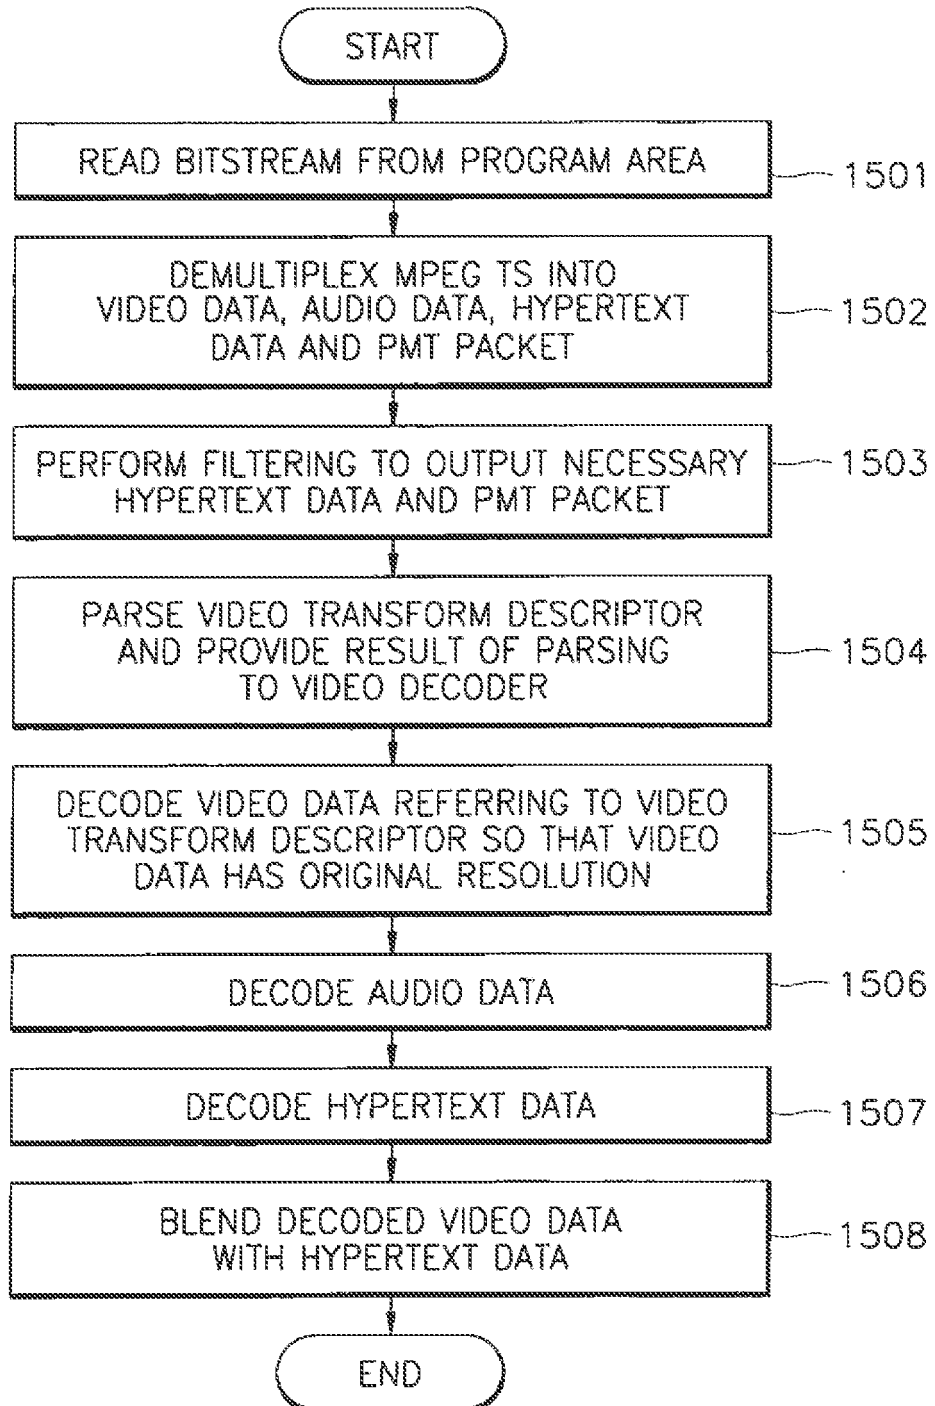 START
READ BITSTREAM FROM PROGRAM AREA
1501
DEMULTIPLEX MPEG TS INTO
VIDEO DATA, AUDIO DATA, HYPERTEXT
DATA AND PMT PACKET
1502
PERFORM FILTERING TO OUTPUT NECESSARY
HYPERTEXT DATA AND PMT PACKET
1503
PARSE VIDEO TRANSFORM DESCRIPTOR
AND PROVIDE RESULT OF PARSING
TO VIDEO DECODER
1504
DECODE VIDEO DATA REFERRING TO VIDEO
TRANSFORM DESCRIPTOR SO THAT VIDEO
DATA HAS ORIGINAL RESOLUTION
1505
DECODE AUDIO DATA
1506
DECODE HYPERTEXT DATA
1507
BLEND DECODED VIDEO DATA
WITH HYPERTEXT DATA
1508
END